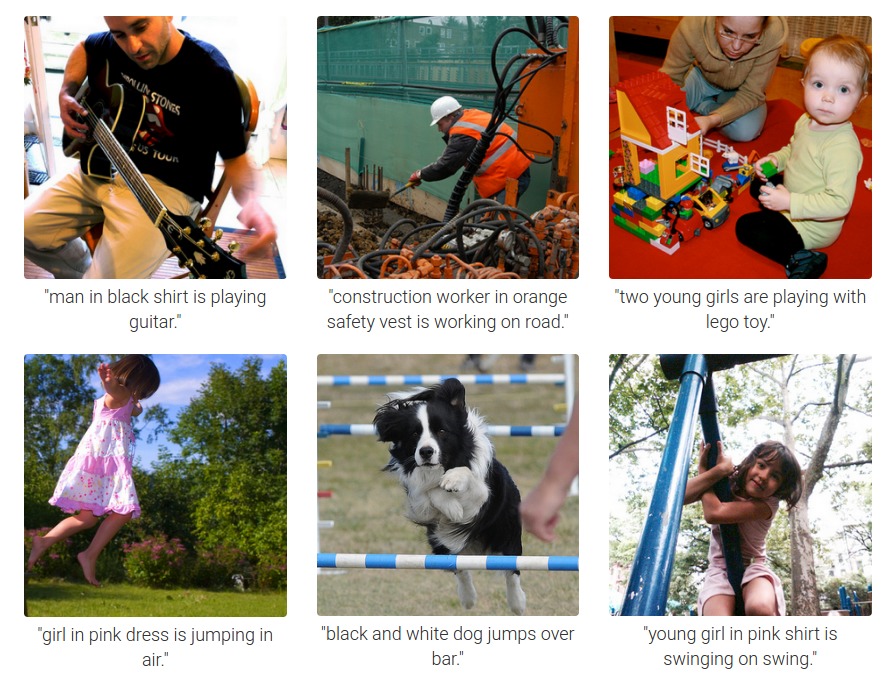 STONES
TOUR
"man in black shirt is playing
guitar."
"construction worker in orange
safety vest is working on road."
"two young girls are playing with
lego toy."
"girl in pink dress is jumping in
air."
"black and white dog jumps over
bar."
"young girl in pink shirt is
swinging on swing."